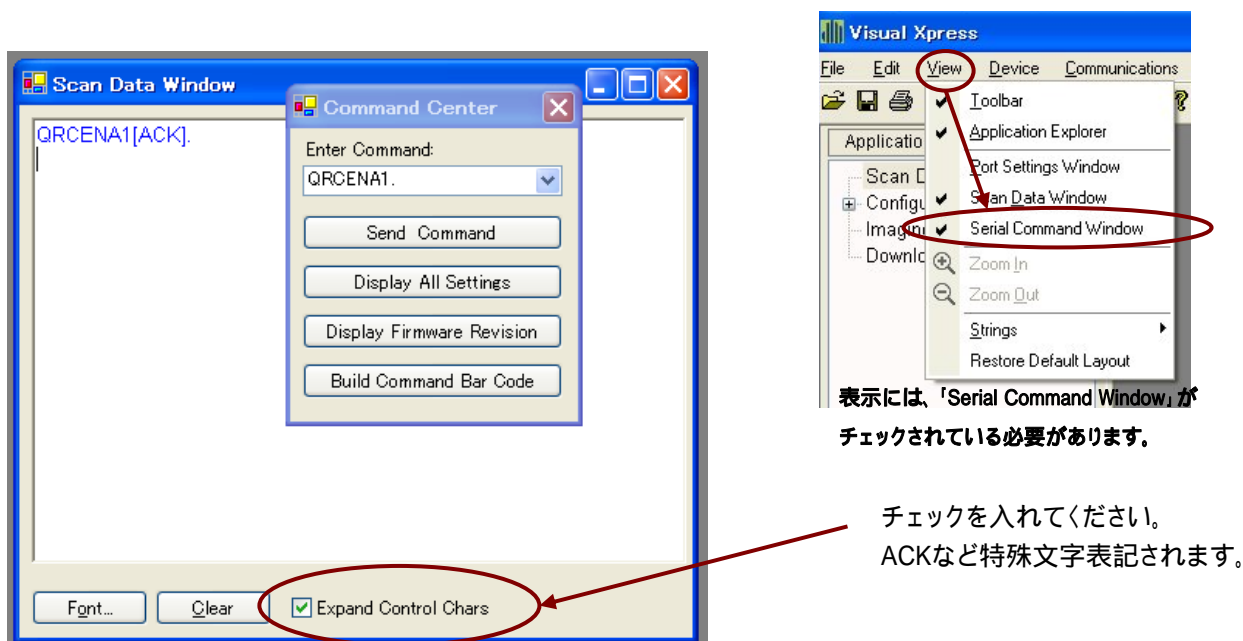 Scan Data Window
QRCENA1[ACK].
Command Center
Enter Command:
QRCENA1.
Send Command
Display All Settings
Display Firmware Revision
Build Command Bar Code
Font...
Clear
Expand Control Chars
Visual Xpress
File Edit View Device Communications
Applicatio
Scan D
Configu
Imagin
Downlo
Toolbar
Application Explorer
Port Settings Window
Scan Data Window
Serial Command Window
Zoom In
Zoom Out
Strings
Restore Default Layout
表示には、「Serial Command Window」が
チェックされている必要があります。
チェックを入れてください。
ACKなど特殊文字表記されます。